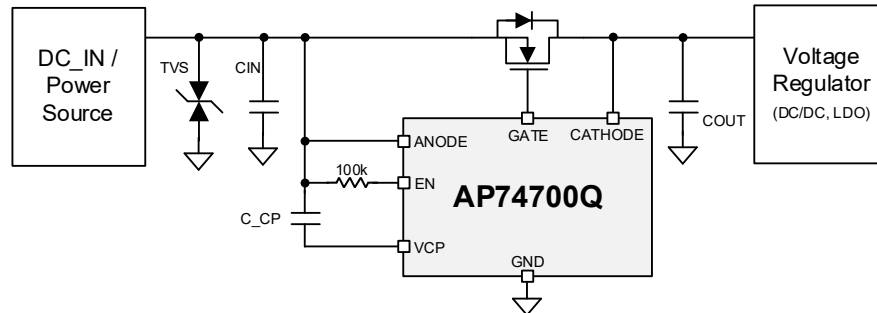 DC_IN /
Power
Source
TVS
CIN
ANODE
GATE
CATHODE
COUT
Voltage
Regulator
(DC/DC, LDO)
100k
EN
AP74700Q
C_CP
VCP
GND